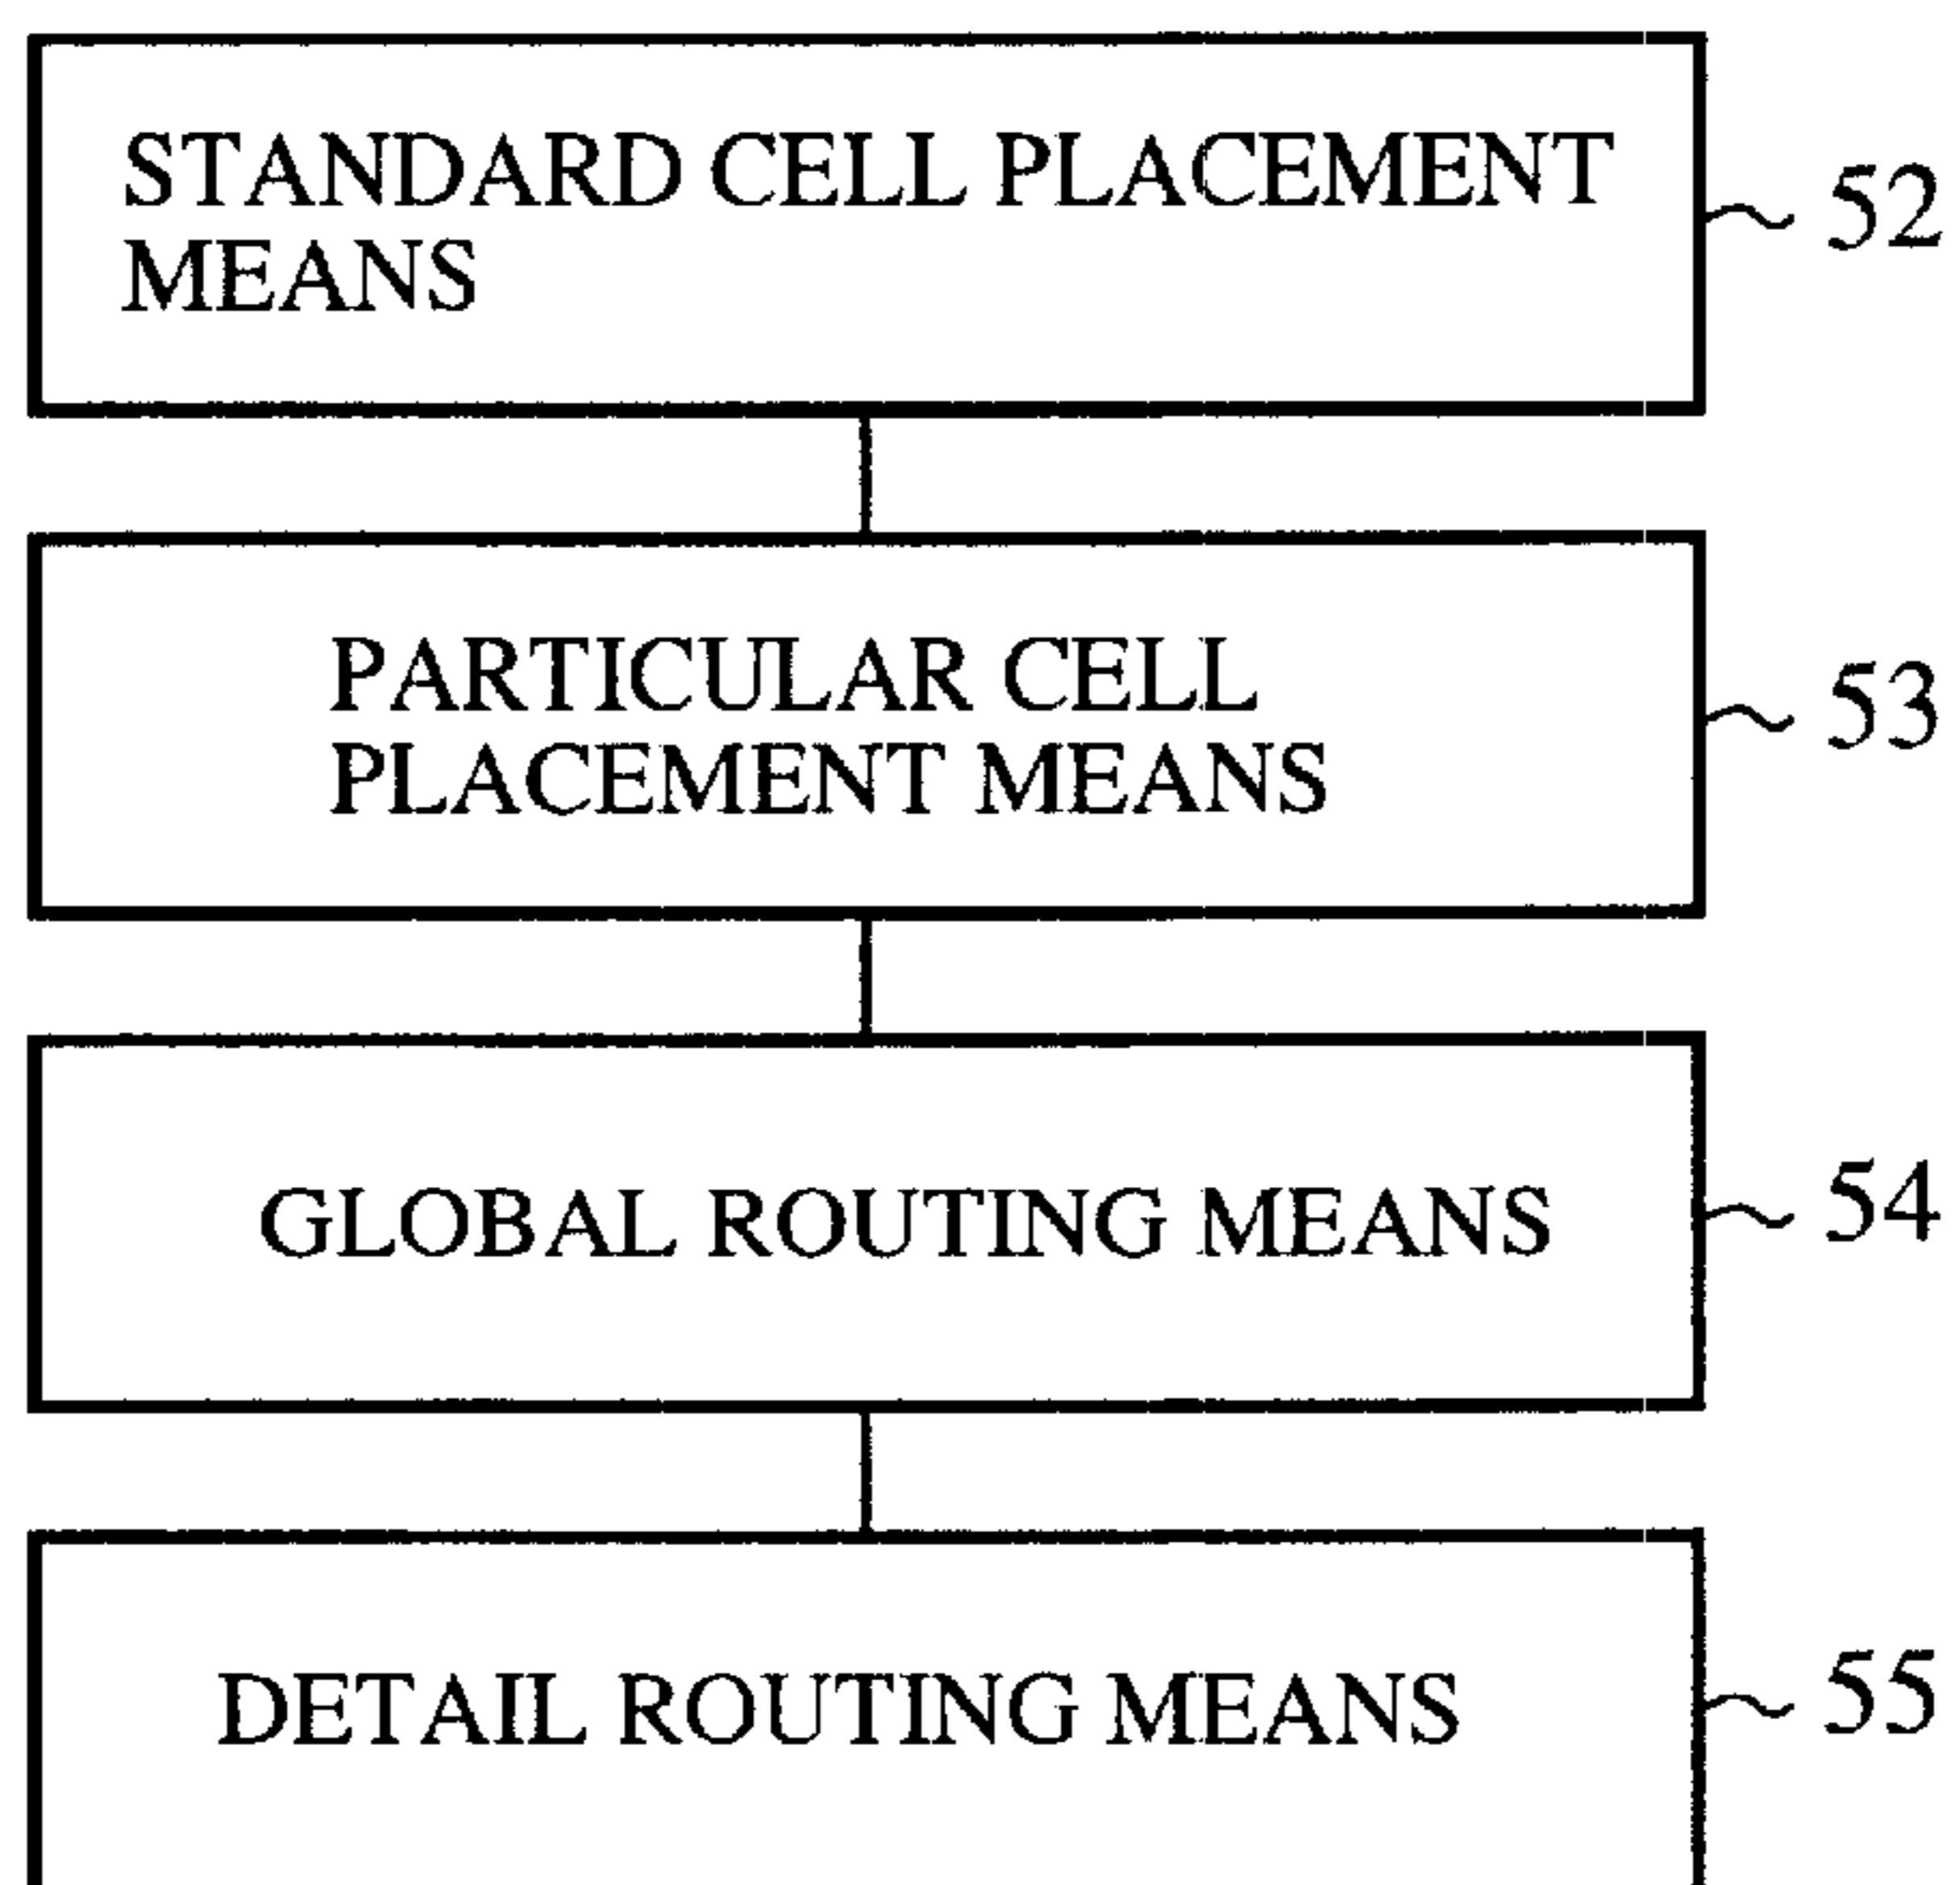 STANDARD CELL PLACEMENT
MEANS
52
PARTICULAR CELL
PLACEMENT MEANS
53
GLOBAL ROUTING MEANS
54
DETAIL ROUTING MEANS
55